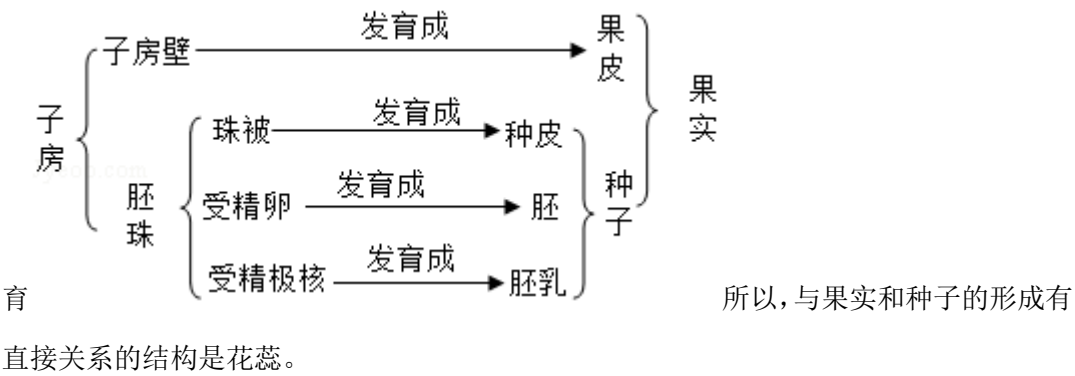 发育成
子房壁
果皮
子房
果实
珠被
发育成
种皮
胚珠
受精卵
发育成
胚
种子
受精极核
发育成
胚乳
育
所以，与果实和种子的形成有
直接关系的结构是花蕊。